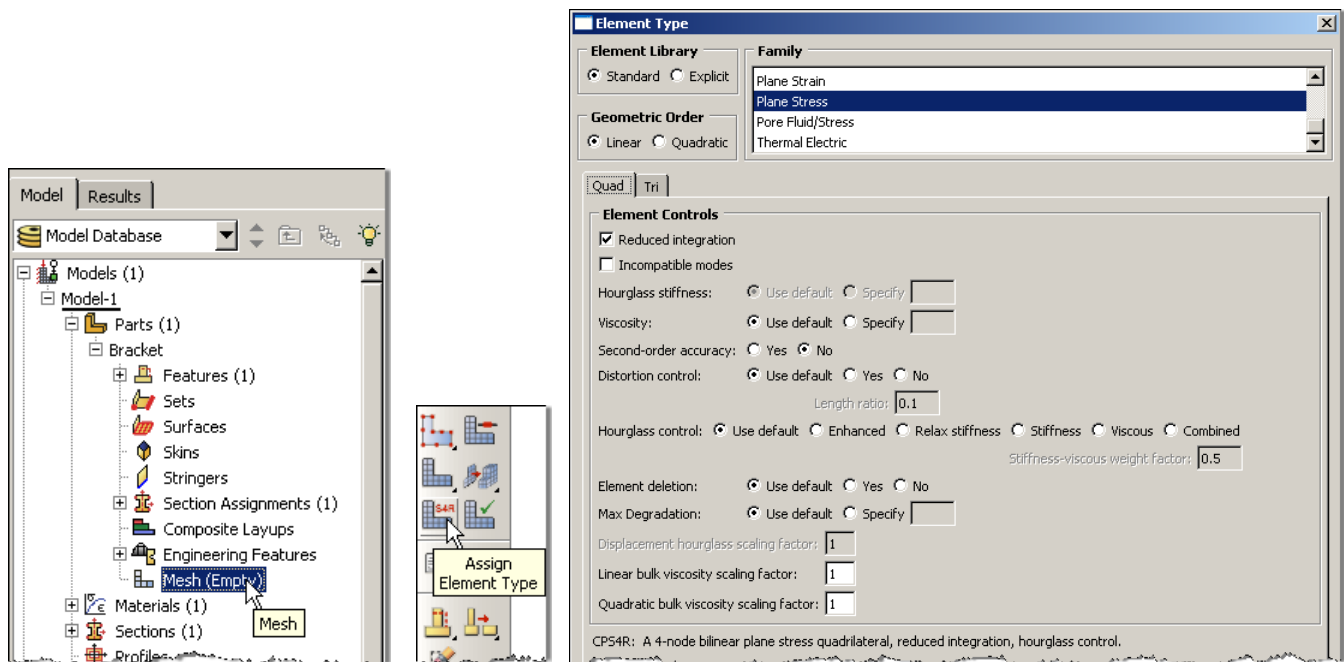 Model Results
Model Database
Models (1)
Model-1
Parts (1)
Bracket
Features (1)
Sets
Surfaces
Skins
Stringers
Section Assignments (1)
Composite Layups
Engineering Features
Mesh (Empty)
Materials (1)
Mesh
Sections (1)
Profiles
S4R
Assign
Element Type
Element Type
Element Library
Standard Explicit
Geometric Order
Linear Quadratic
Family
Plane Strain
Plane Stress
Pore Fluid/Stress
Thermal Electric
Quad Tri
Element Controls
Reduced integration
Incompatible modes
Hourglass stiffness: Use default Specify
Viscosity: Use default Specify
Second-order accuracy: Yes No
Distortion control: Use default Yes No
Length ratio: 0.1
Hourglass control: Use default Enhanced Relax stiffness Stiffness Viscous Combined
Stiffness-viscous weight factor: 0.5
Element deletion: Use default Yes No
Max Degradation: Use default Specify
Displacement hourglass scaling factor: 1
Linear bulk viscosity scaling factor: 1
Quadratic bulk viscosity scaling factor: 1
CPS4R: A 4-node bilinear plane stress quadrilateral, reduced integration, hourglass control.